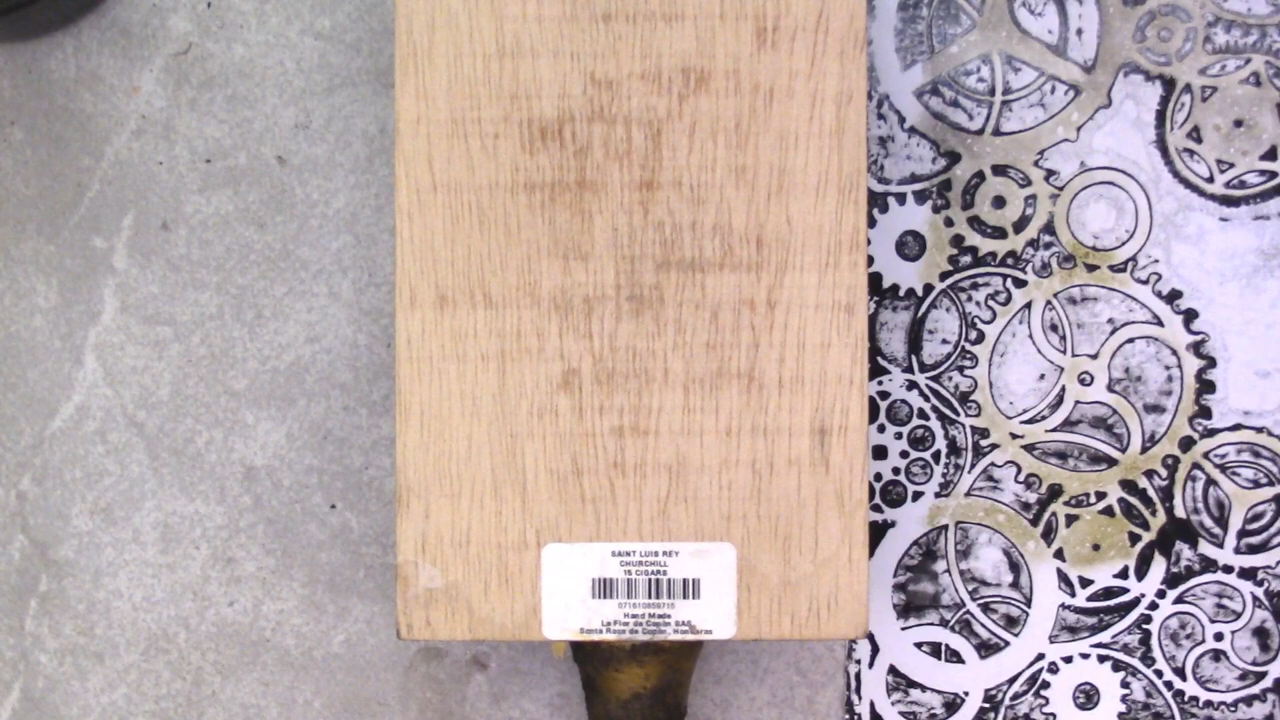 SAINT LUIS REY
CHURCHILL
15 CIGARS
071610859715
Hand Made
La Flor de Copán SAS
Santa Rosa de Copán, Honduras